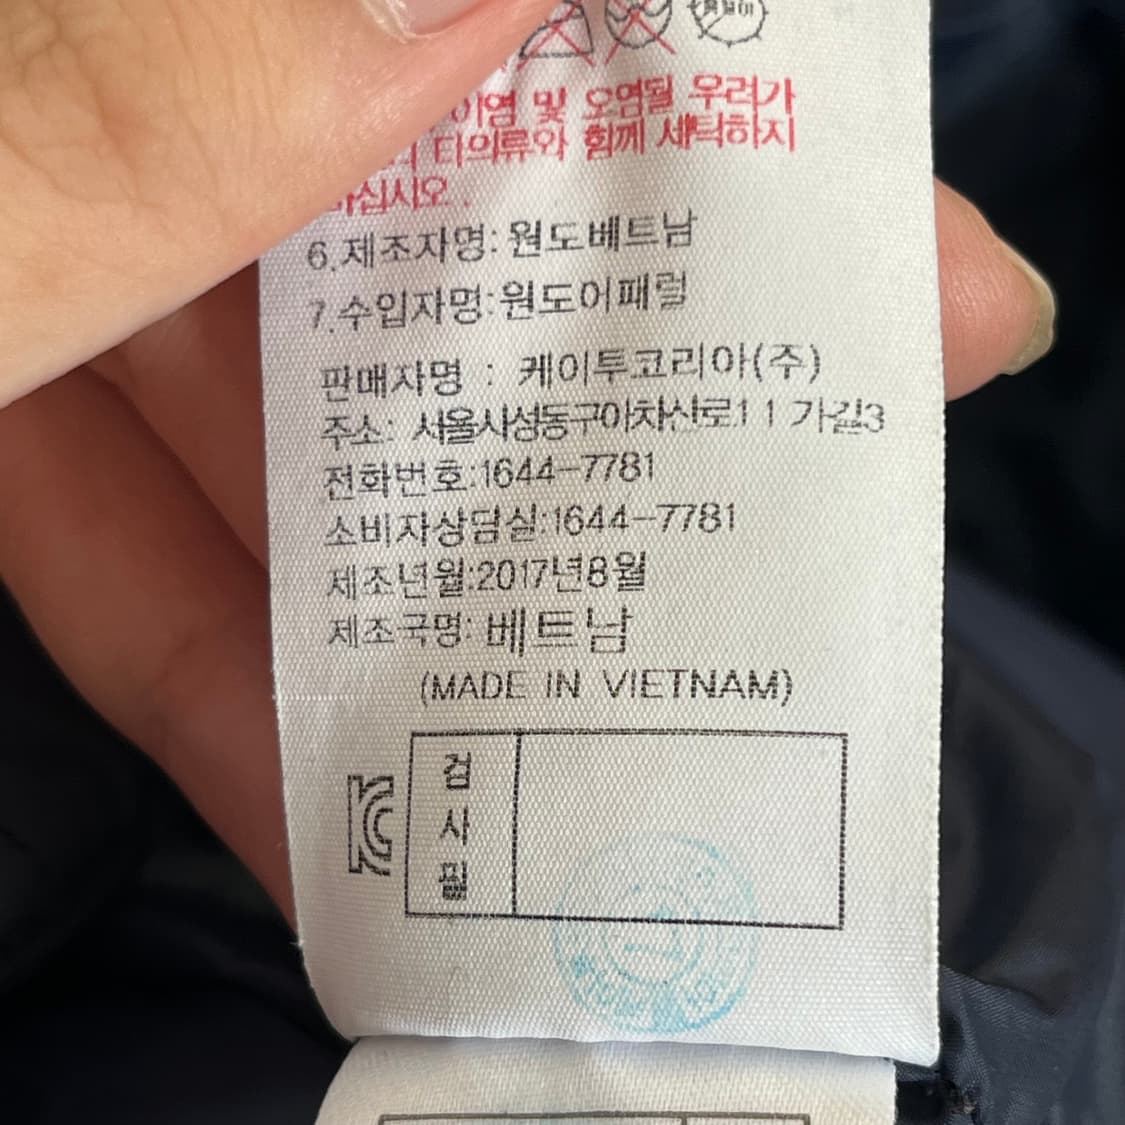 이염 및 오염될 우려가
타의류와 함께 세탁하지
마십시오 .
6.제조자명: 원도베트남
7.수입자명:원도어패럴
판매자명 : 케이투코리아(주)
주소: 서울시성동구아차산로11가길3
전화번호:1644-7781
소비자상담실:1644-7781
제조년월:2017년8월
제조국명: 베트남
(MADE IN VIETNAM)
KC
검
사
필